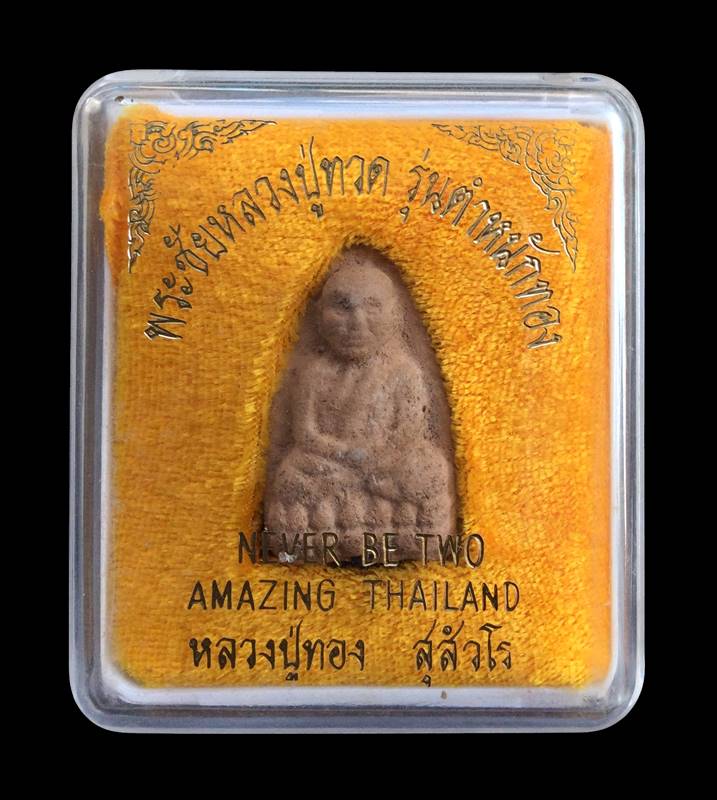 พระชัยหลวงปู่ทวด รุ่นตำหนักทอง
NEVER BE TWO
AMAZING THAILAND
หลวงปู่ทอง สุสัวโร